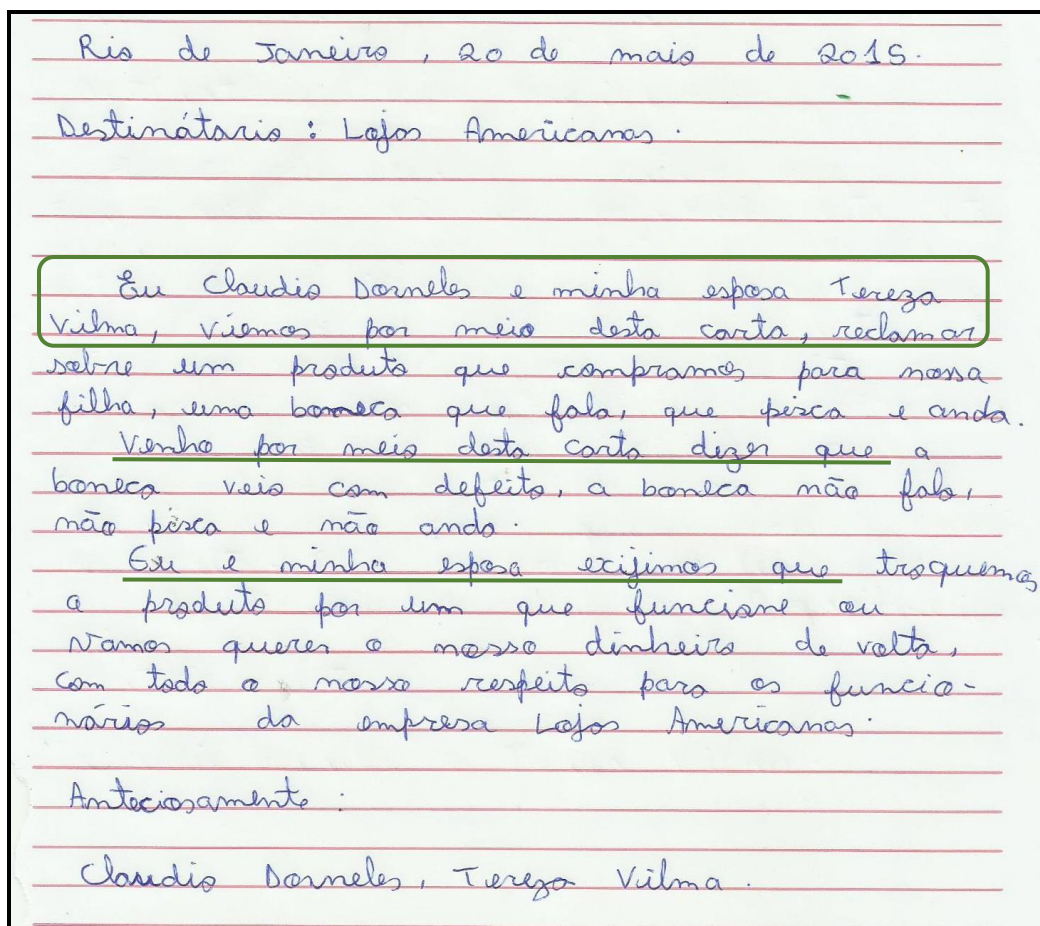 Rio de Janeiro, 20 de maio de 2015.
Destinátario: Lojas Americanas.
Eu Claudio Dorneles e minha esposa Tereza
Vilma, viemos por meio desta carta, reclamar
sobre um produto que compramos para nossa
filha, uma boneca que fala, que pisca e anda.
Venho por meio desta carta dizer que a
boneca veio com defeito, a boneca não fala,
não pisca e não anda.
Eu e minha esposa exijimos que troquemos
o produto por um que funcione ou
vamos querer o nosso dinheiro de volta,
com todo o nosso respeito para os funcio-
nários da empresa Lojas Americanas.
Anteciosamente:
Claudio Dorneles, Tereza Vilma.